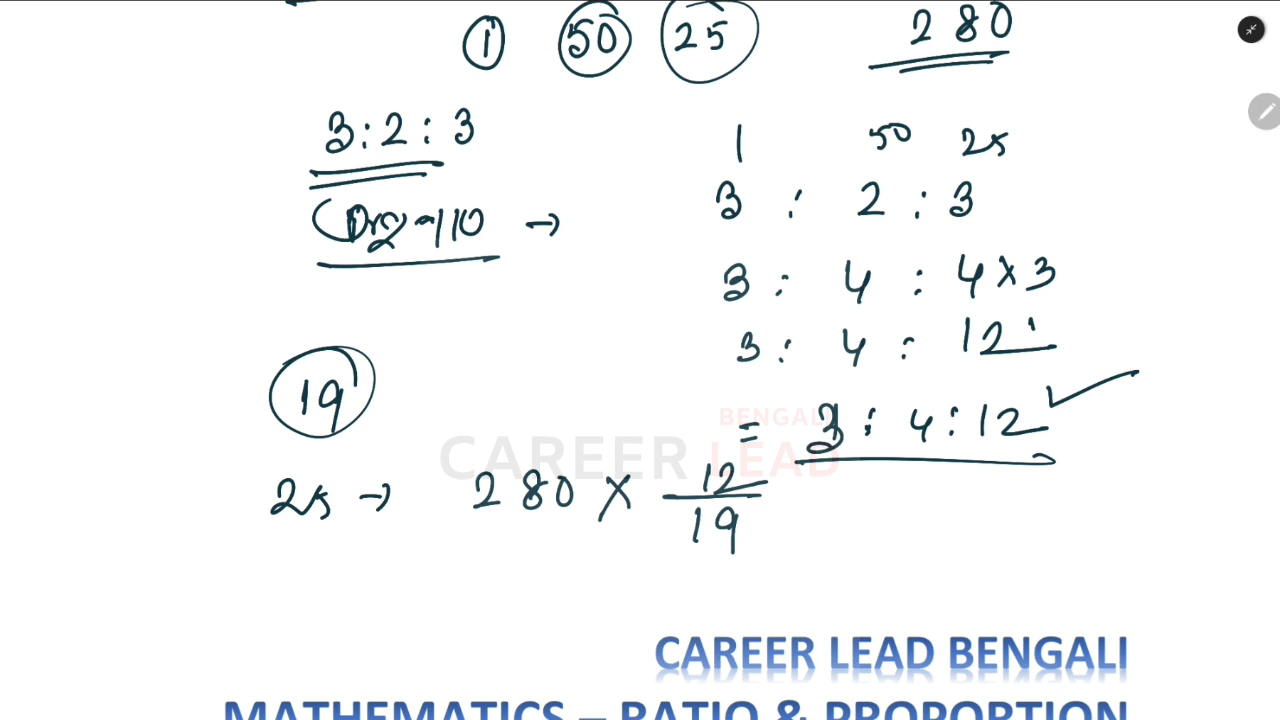 1 50 25 280
3:2:3
1 50 25
3 : 2 : 3
3 : 4 : 4×3
3 : 4 : 12
19
= 3 : 4 : 12
25 → 280 × 12/19
BENGALI
CAREER LEAD
CAREER LEAD BENGALI
MATHEMATICS – RATIO & PROPORTION